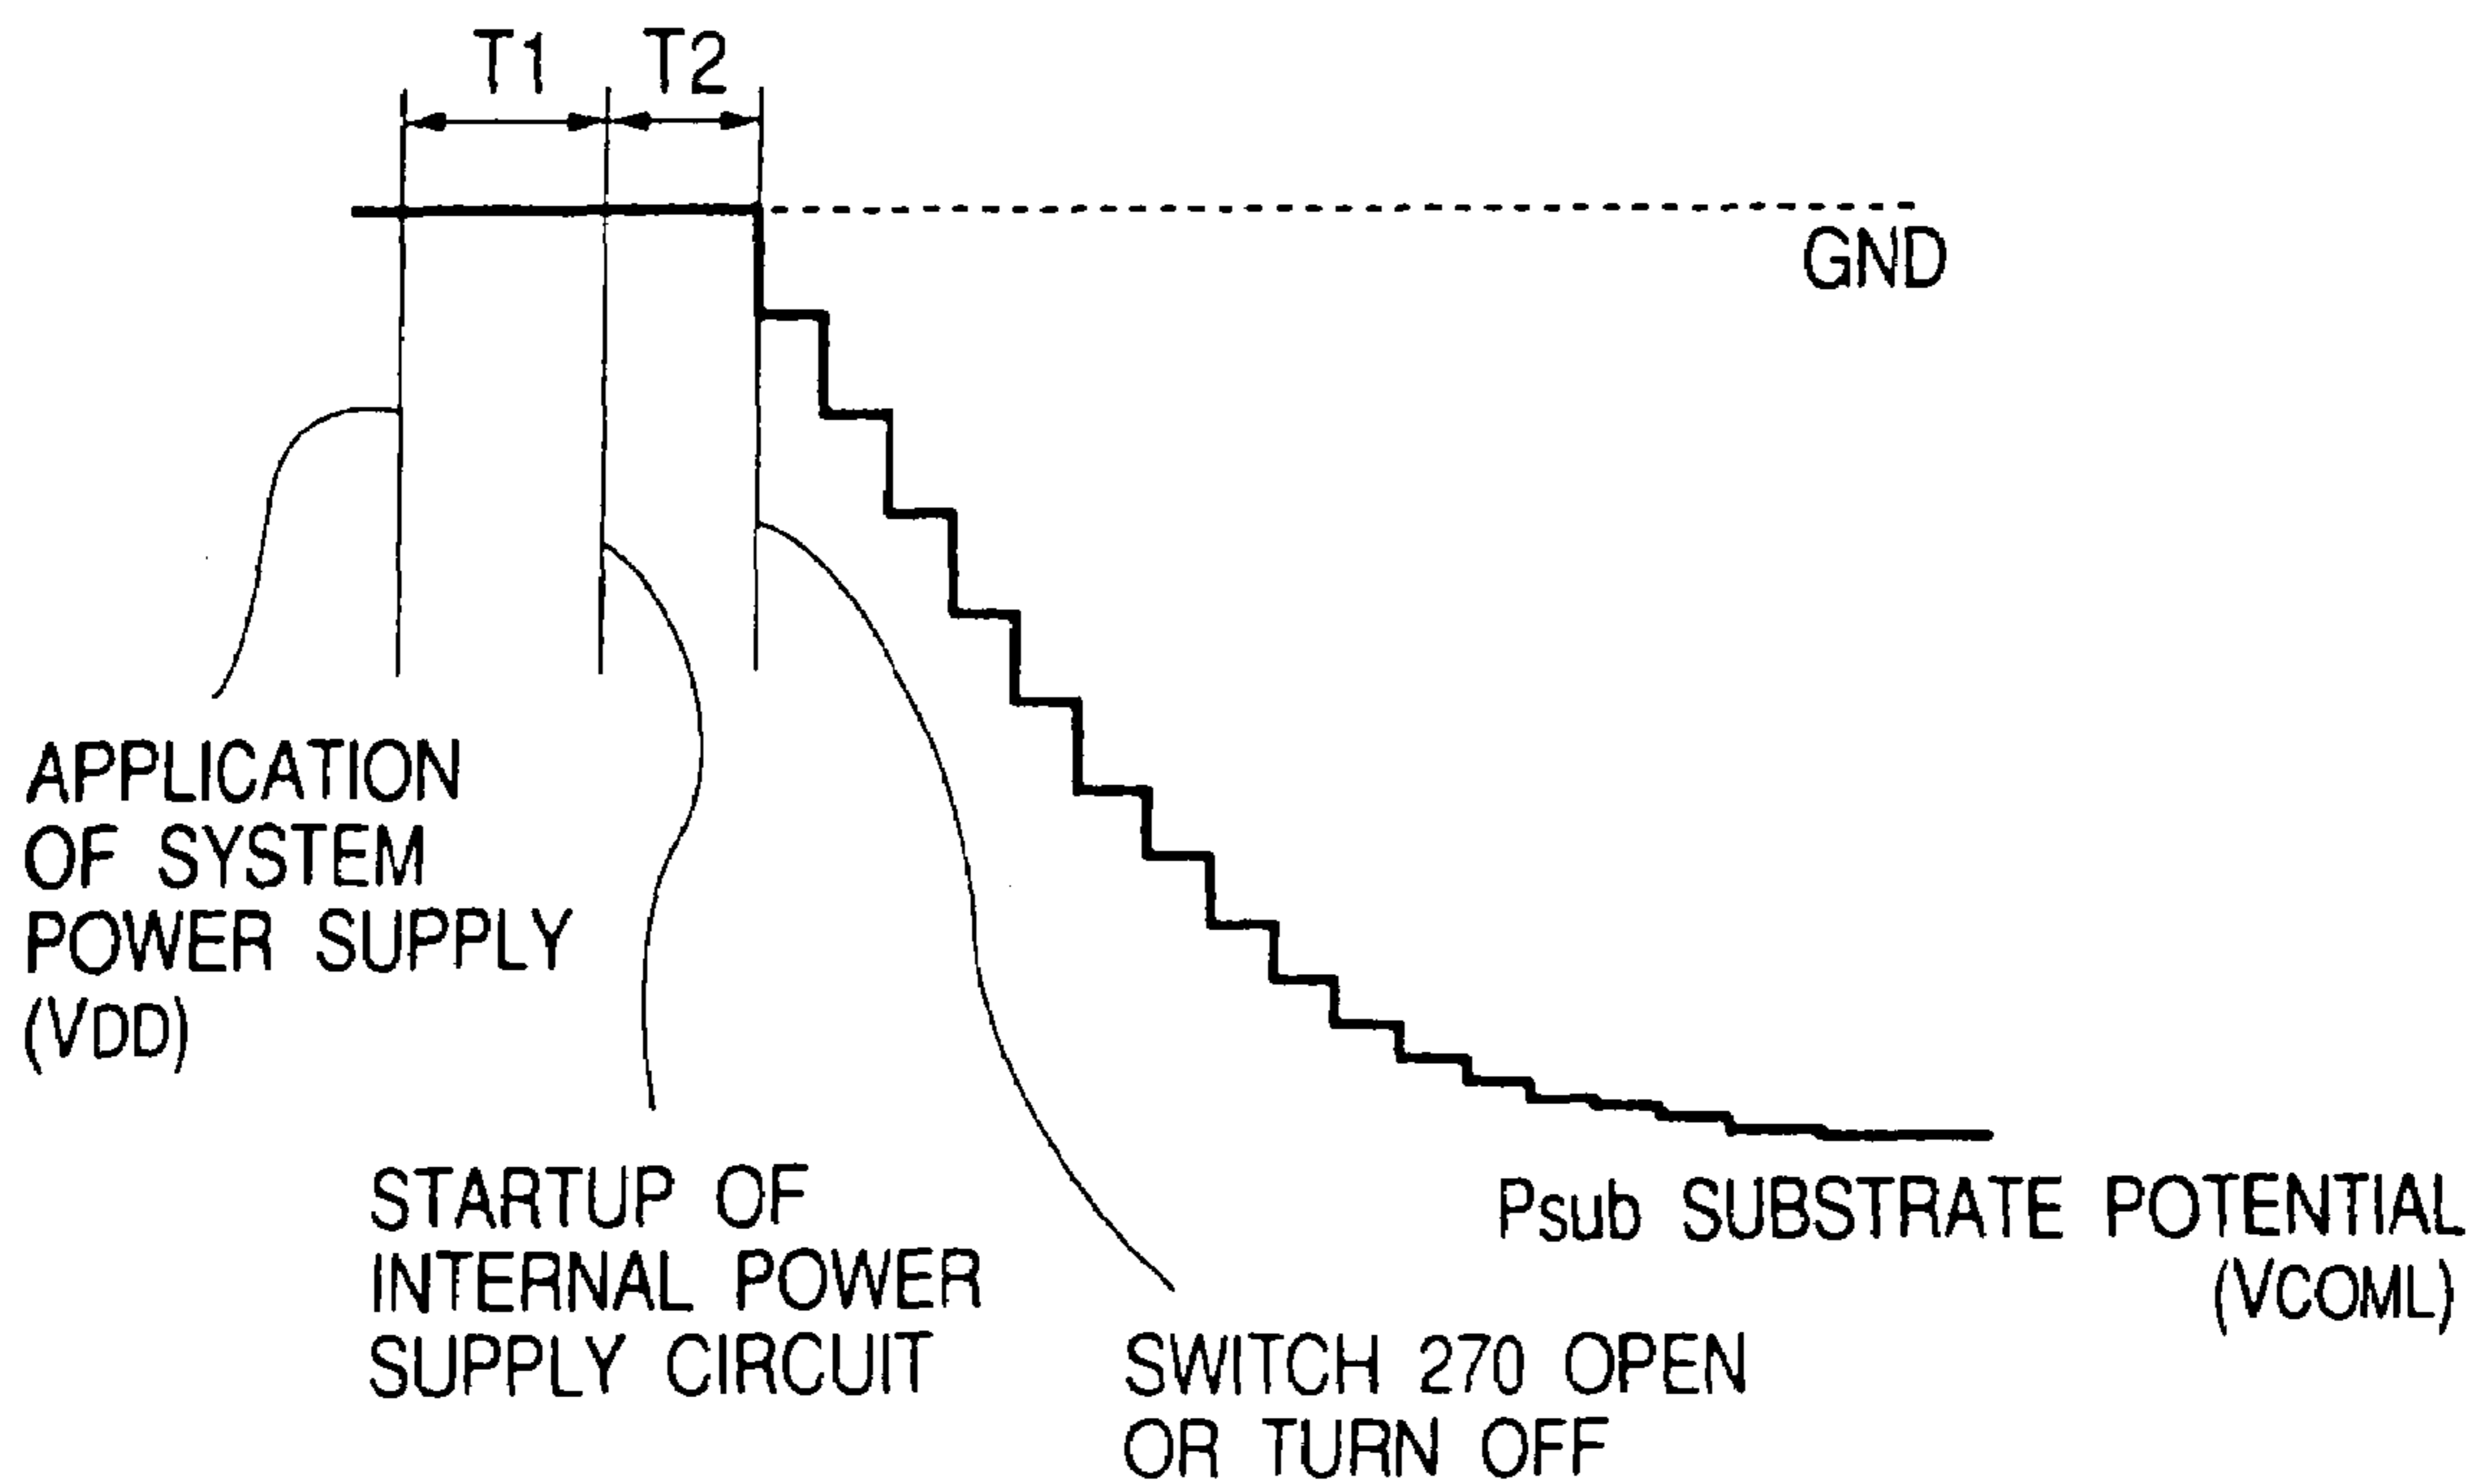 T1 T2
GND
APPLICATION
OF SYSTEM
POWER SUPPLY
(VDD)
STARTUP OF
INTERNAL POWER
SUPPLY CIRCUIT
SWITCH 270 OPEN
OR TURN OFF
Psub SUBSTRATE POTENTIAL
(VCOML)